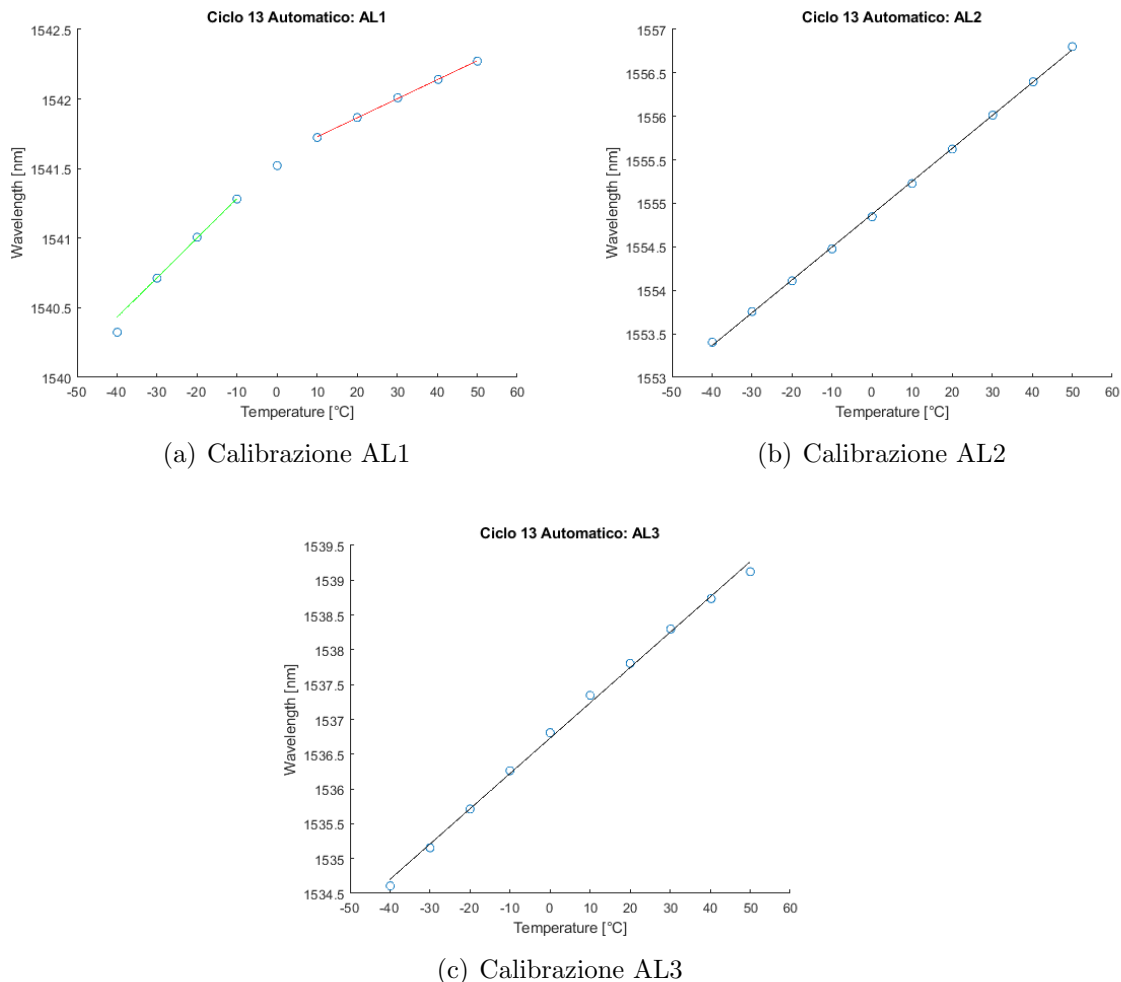 Ciclo 13 Automatico: AL1
1542.5
1542
1541.5
1541
1540.5
1540
Wavelength [nm]
-50 -40 -30 -20 -10 0 10 20 30 40 50 60
Temperature [°C]
(a) Calibrazione AL1
Ciclo 13 Automatico: AL2
1557
1556.5
1556
1555.5
1555
1554.5
1554
1553.5
1553
Wavelength [nm]
-50 -40 -30 -20 -10 0 10 20 30 40 50 60
Temperature [°C]
(b) Calibrazione AL2
Ciclo 13 Automatico: AL3
1539.5
1539
1538.5
1538
1537.5
1537
1536.5
1536
1535.5
1535
1534.5
Wavelength [nm]
-50 -40 -30 -20 -10 0 10 20 30 40 50 60
Temperature [°C]
(c) Calibrazione AL3